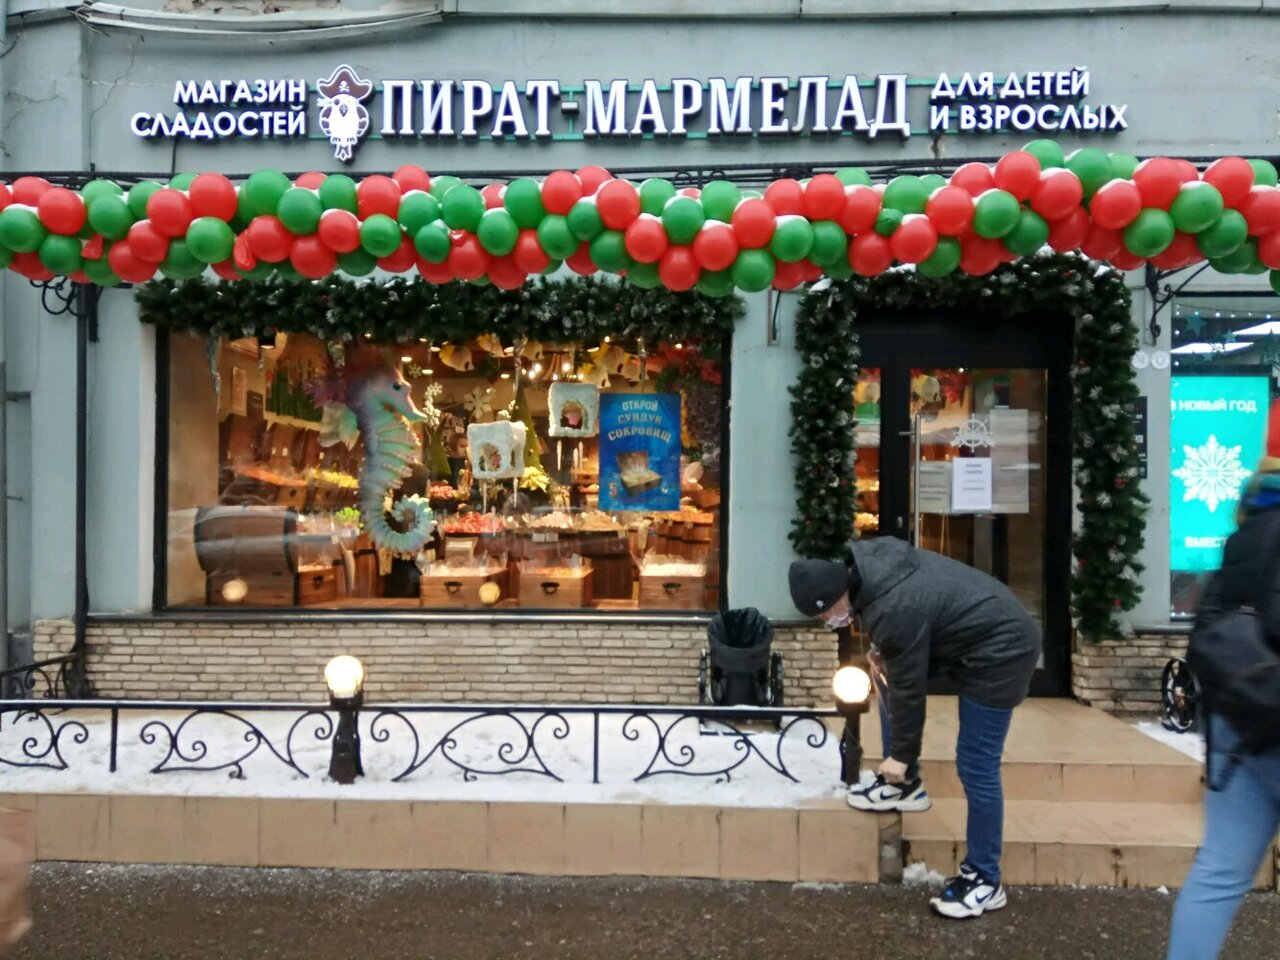 МАГАЗИН
СЛАДОСТЕЙ
ПИРАТ-МАРМЕЛАД
ДЛЯ ДЕТЕЙ
И ВЗРОСЛЫХ
ОТКРОЙ
СУНДУК
СОКРОВИЩ
В НОВЫЙ ГОД
ВМЕСТ